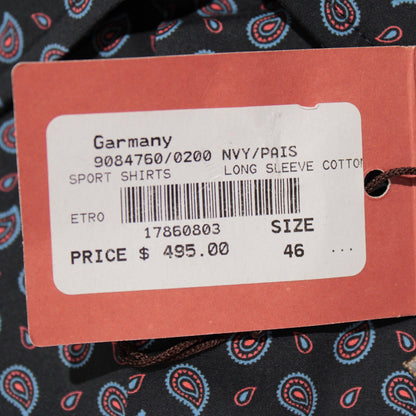 Garmany
9084760/0200 NVY/PAIS
SPORT SHIRTS LONG SLEEVE COTTON
ETRO
17860803 SIZE
PRICE $ 495.00 46 ...